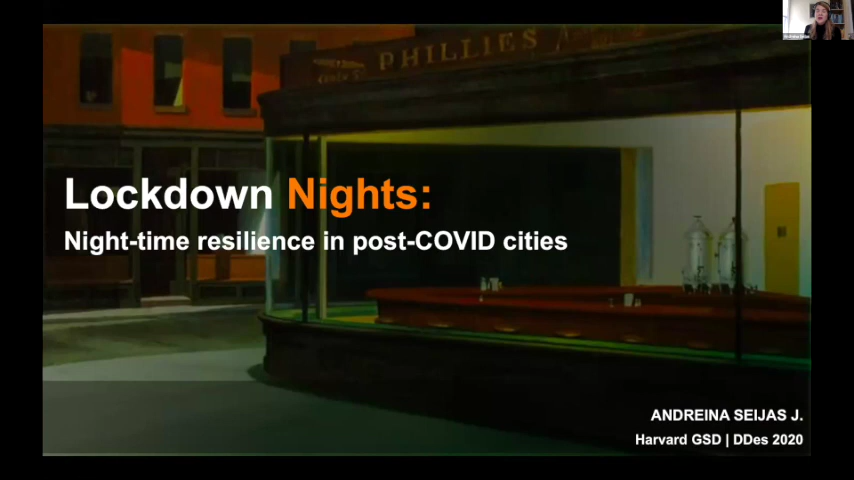 PHILLIES
Lockdown Nights:
Night-time resilience in post-COVID cities
ANDREINA SEIJAS J.
Harvard GSD | DDes 2020